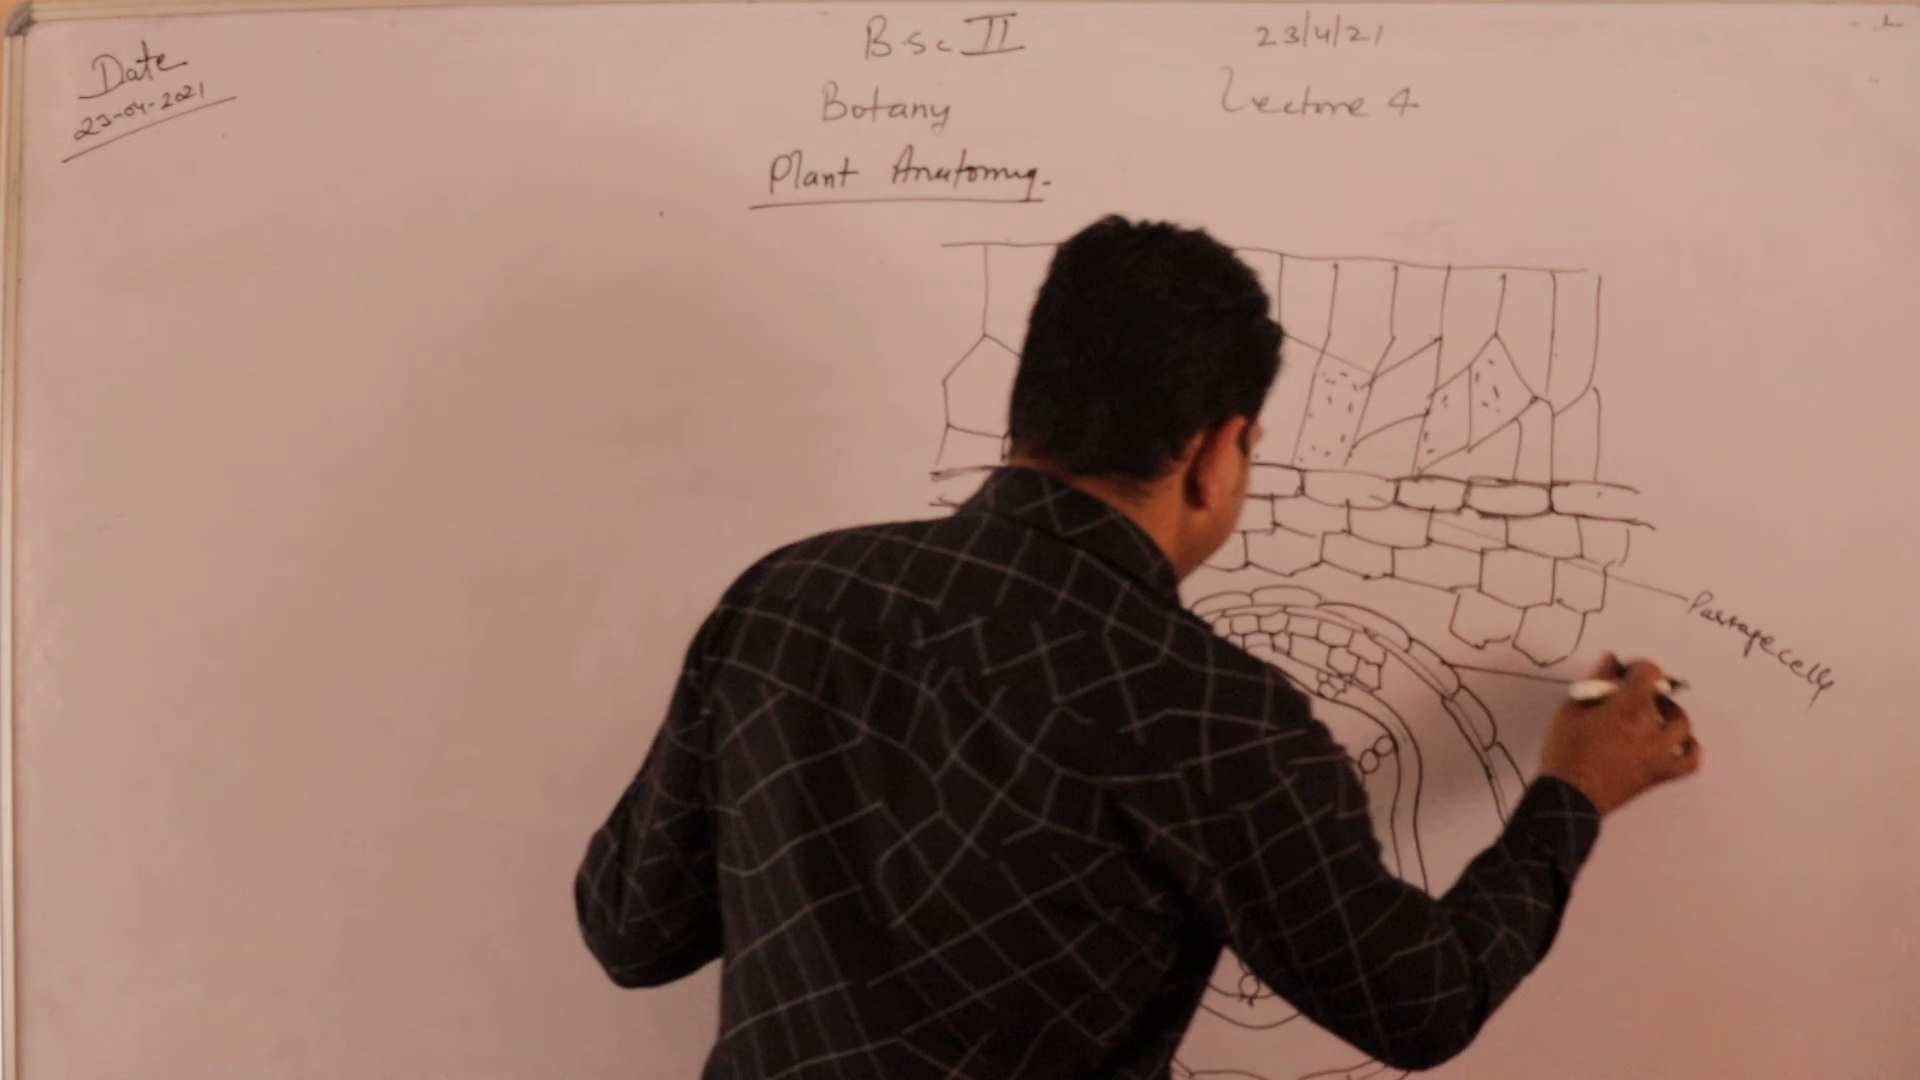 Date
23-04-2021
B.Sc II
23/4/21
Botany
Lecture 4
Plant Anatomy.
Passage cells